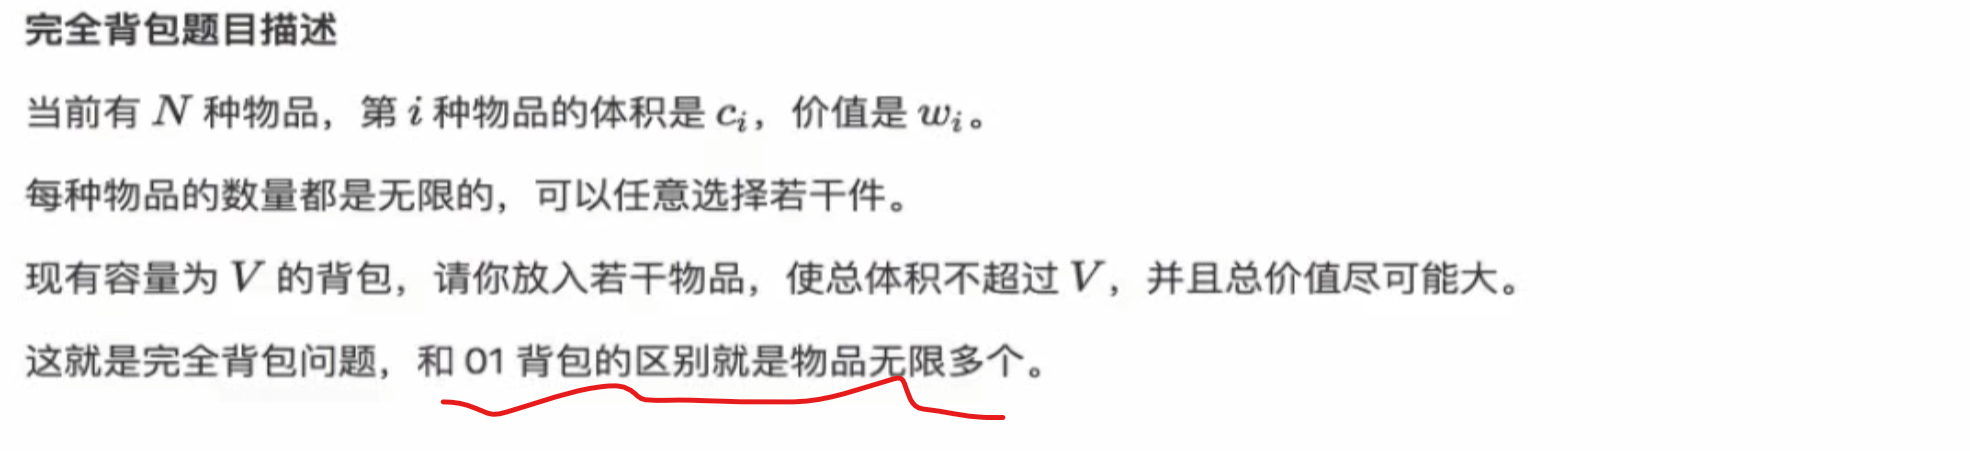 完全背包题目描述
当前有 N 种物品，第 i 种物品的体积是 cᵢ，价值是 wᵢ。
每种物品的数量都是无限的，可以任意选择若干件。
现有容量为 V 的背包，请你放入若干物品，使总体积不超过 V，并且总价值尽可能大。
这就是完全背包问题，和 01 背包的区别就是物品无限多个。